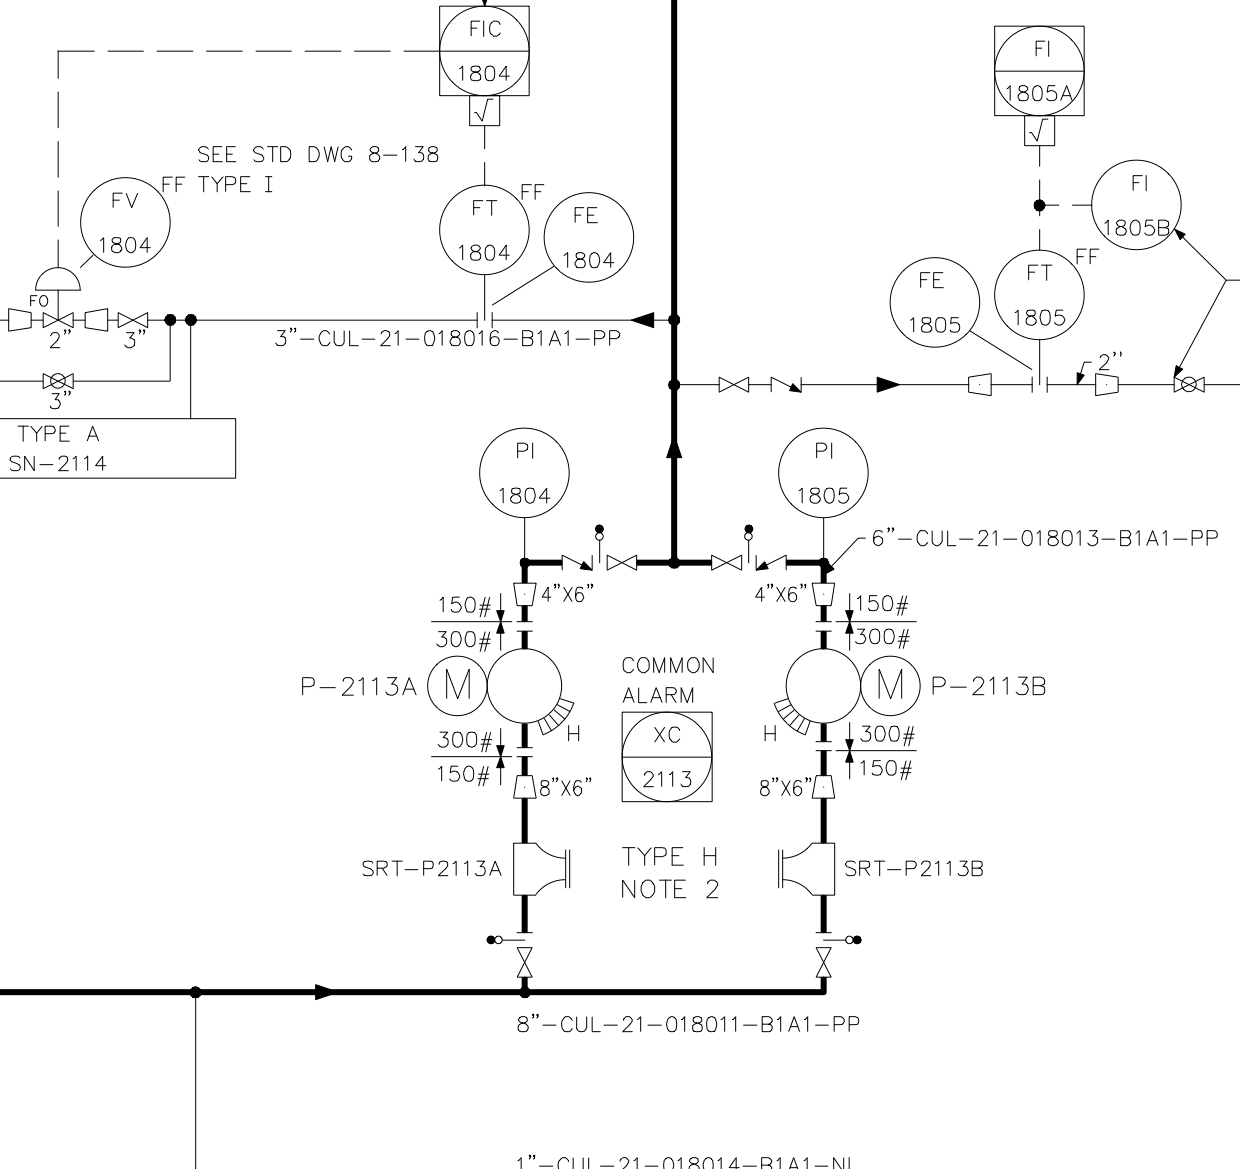 FIC
1804
√
FI
1805A
√
SEE STD DWG 8-138
FF TYPE I
FV
1804
FT
1804
FF
FE
1804
FI
1805B
FE
1805
FT
1805
FF
FO
2"
3"
3"-CUL-21-018016-B1A1-PP
2"
3"
TYPE A
SN-2114
PI
1804
PI
1805
6"-CUL-21-018013-B1A1-PP
4"X6"
4"X6"
150#
300#
150#
300#
P-2113A
M
COMMON
ALARM
M
P-2113B
H
XC
2113
H
300#
150#
300#
150#
8"X6"
8"X6"
SRT-P2113A
TYPE H
NOTE 2
SRT-P2113B
8"-CUL-21-018011-B1A1-PP
1"-CUL-21-018014-B1A1-NI